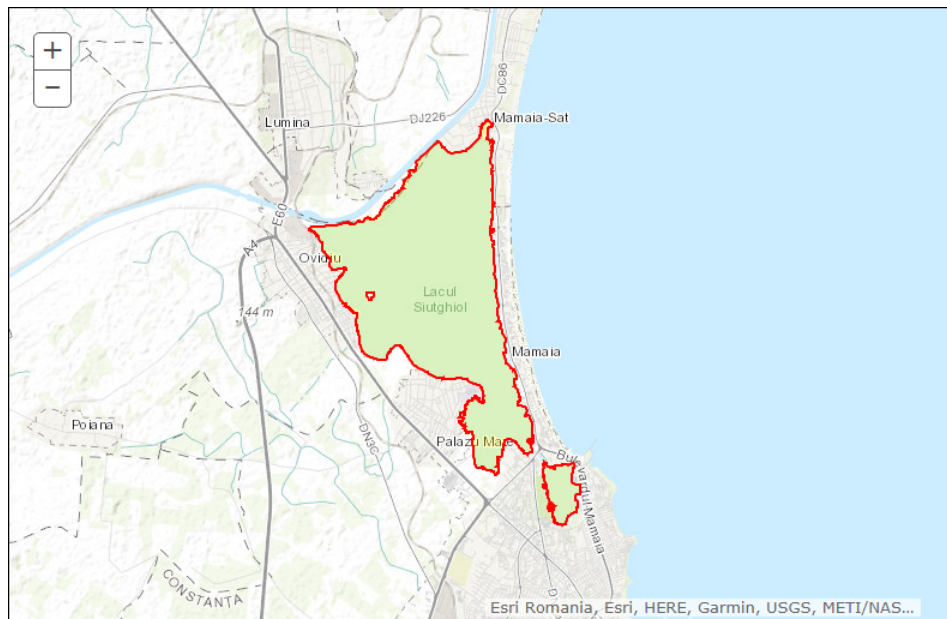 +
−
DC86
DJ226
Mamaia-Sat
Lumina
E60
A4
Ovidiu
144 m
Lacul
Siutghiol
Mamaia
Poiana
DN3C
Palazu Mare
Bulevardul Mamaia
D
CONSTANTA
Esri Romania, Esri, HERE, Garmin, USGS, METI/NAS...